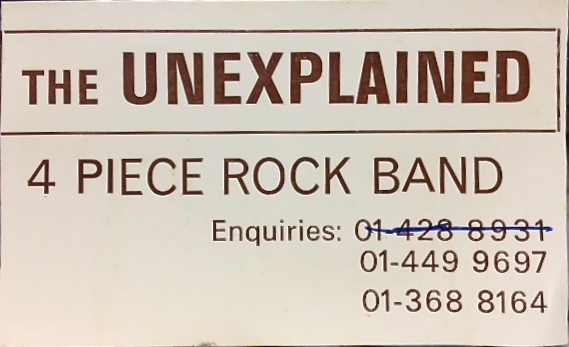 THE UNEXPLAINED
4 PIECE ROCK BAND
Enquiries: 01-428 8931
01-449 9697
01-368 8164